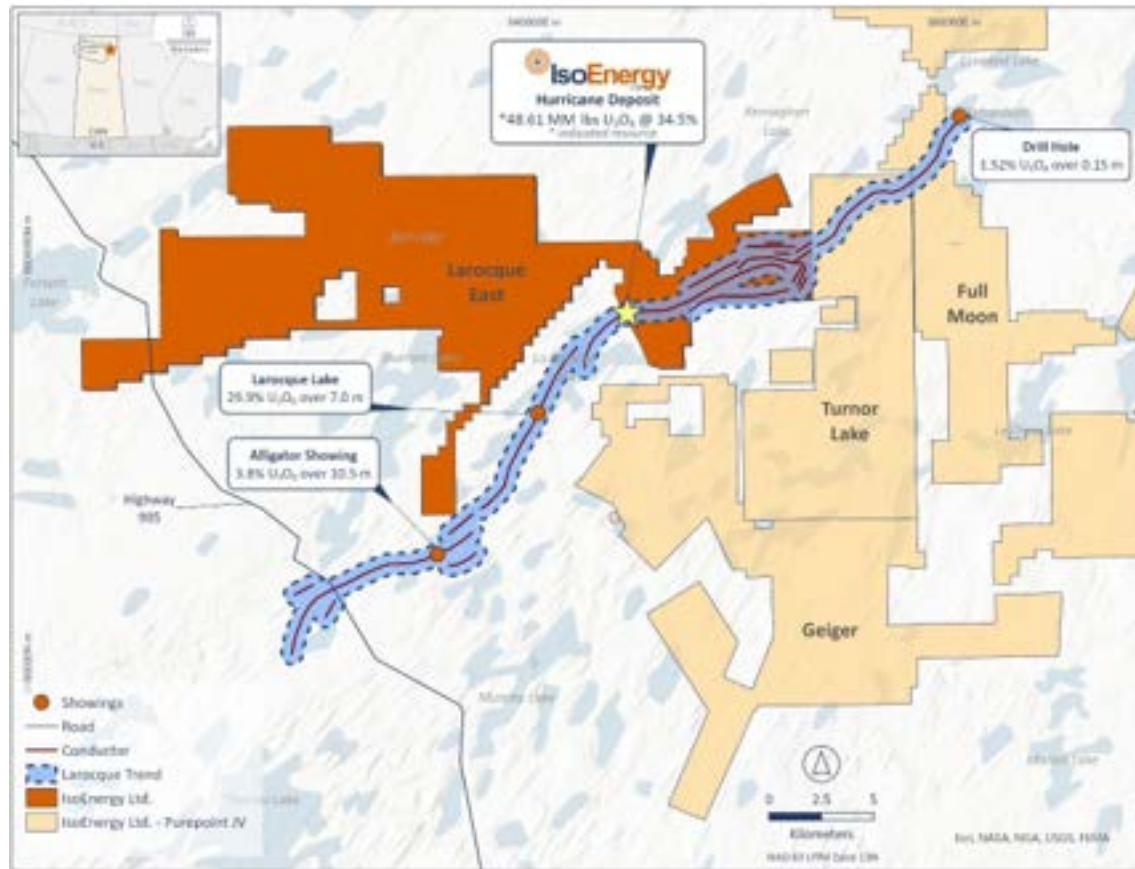 IsoEnergy
Hurricane Deposit
*48.61 MM lbs U₃O₈ @ 34.5%
* indicated resource
Drill Hole
U₃O₈ over 0.15 m
Larocque
East
Full
Moon
Larocque Lake
29.9% U₃O₈ over 7.0 m
Turnor
Lake
Alligator Showing
3.8% U₃O₈ over 10.5 m
Highway
905
Geiger
Showings
Road
Conductor
Larocque Trend
IsoEnergy Ltd.
IsoEnergy Ltd. - Purepoint JV
0 2.5 5
Kilometers
Esri, NASA, NGA, USGS, FEMA